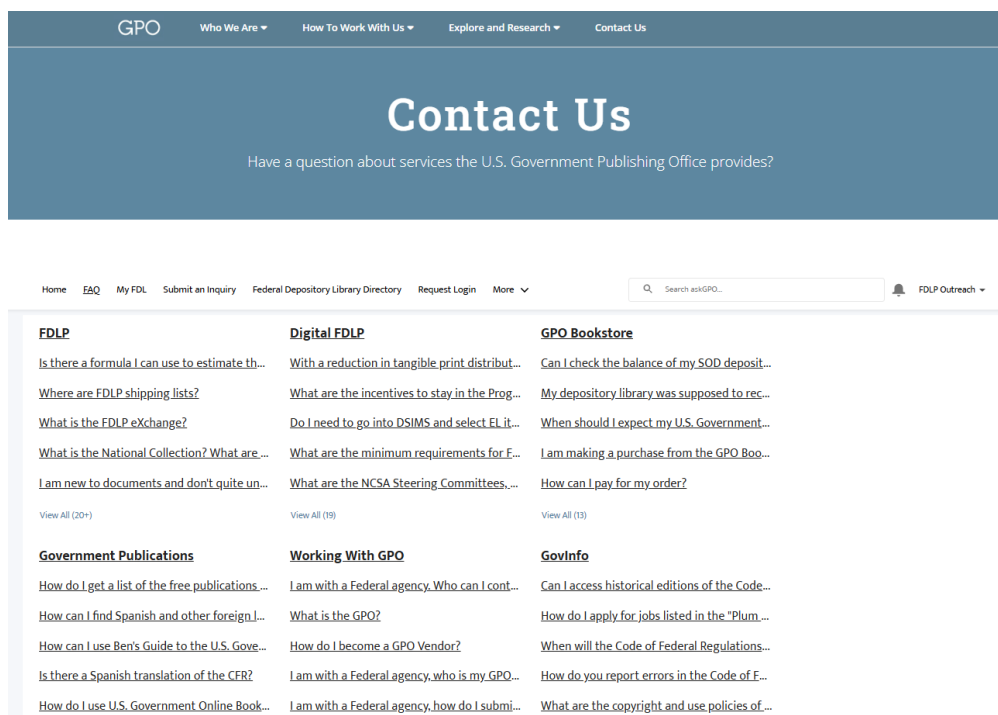 GPO Who We Are How To Work With Us Explore and Research Contact Us
Contact Us
Have a question about services the U.S. Government Publishing Office provides?
Home FAQ My FDL Submit an Inquiry Federal Depository Library Directory Request Login More Search askGPO... FDLP Outreach
FDLP
Is there a formula I can use to estimate th...
Where are FDLP shipping lists?
What is the FDLP eXchange?
What is the National Collection? What are ...
I am new to documents and don't quite un...
View All (20+)
Digital FDLP
With a reduction in tangible print distribut...
What are the incentives to stay in the Prog...
Do I need to go into DSIMS and select EL it...
What are the minimum requirements for F...
What are the NCSA Steering Committees, ...
View All (19)
GPO Bookstore
Can I check the balance of my SOD deposit...
My depository library was supposed to rec...
When should I expect my U.S. Government...
I am making a purchase from the GPO Boo...
How can I pay for my order?
View All (13)
Government Publications
How do I get a list of the free publications ...
How can I find Spanish and other foreign l...
How can I use Ben's Guide to the U.S. Gove...
Is there a Spanish translation of the CFR?
How do I use U.S. Government Online Book...
Working With GPO
I am with a Federal agency. Who can I cont...
What is the GPO?
How do I become a GPO Vendor?
I am with a Federal agency, who is my GPO...
I am with a Federal agency, how do I submi...
GovInfo
Can I access historical editions of the Code...
How do I apply for jobs listed in the "Plum ...
When will the Code of Federal Regulations...
How do you report errors in the Code of F...
What are the copyright and use policies of ...